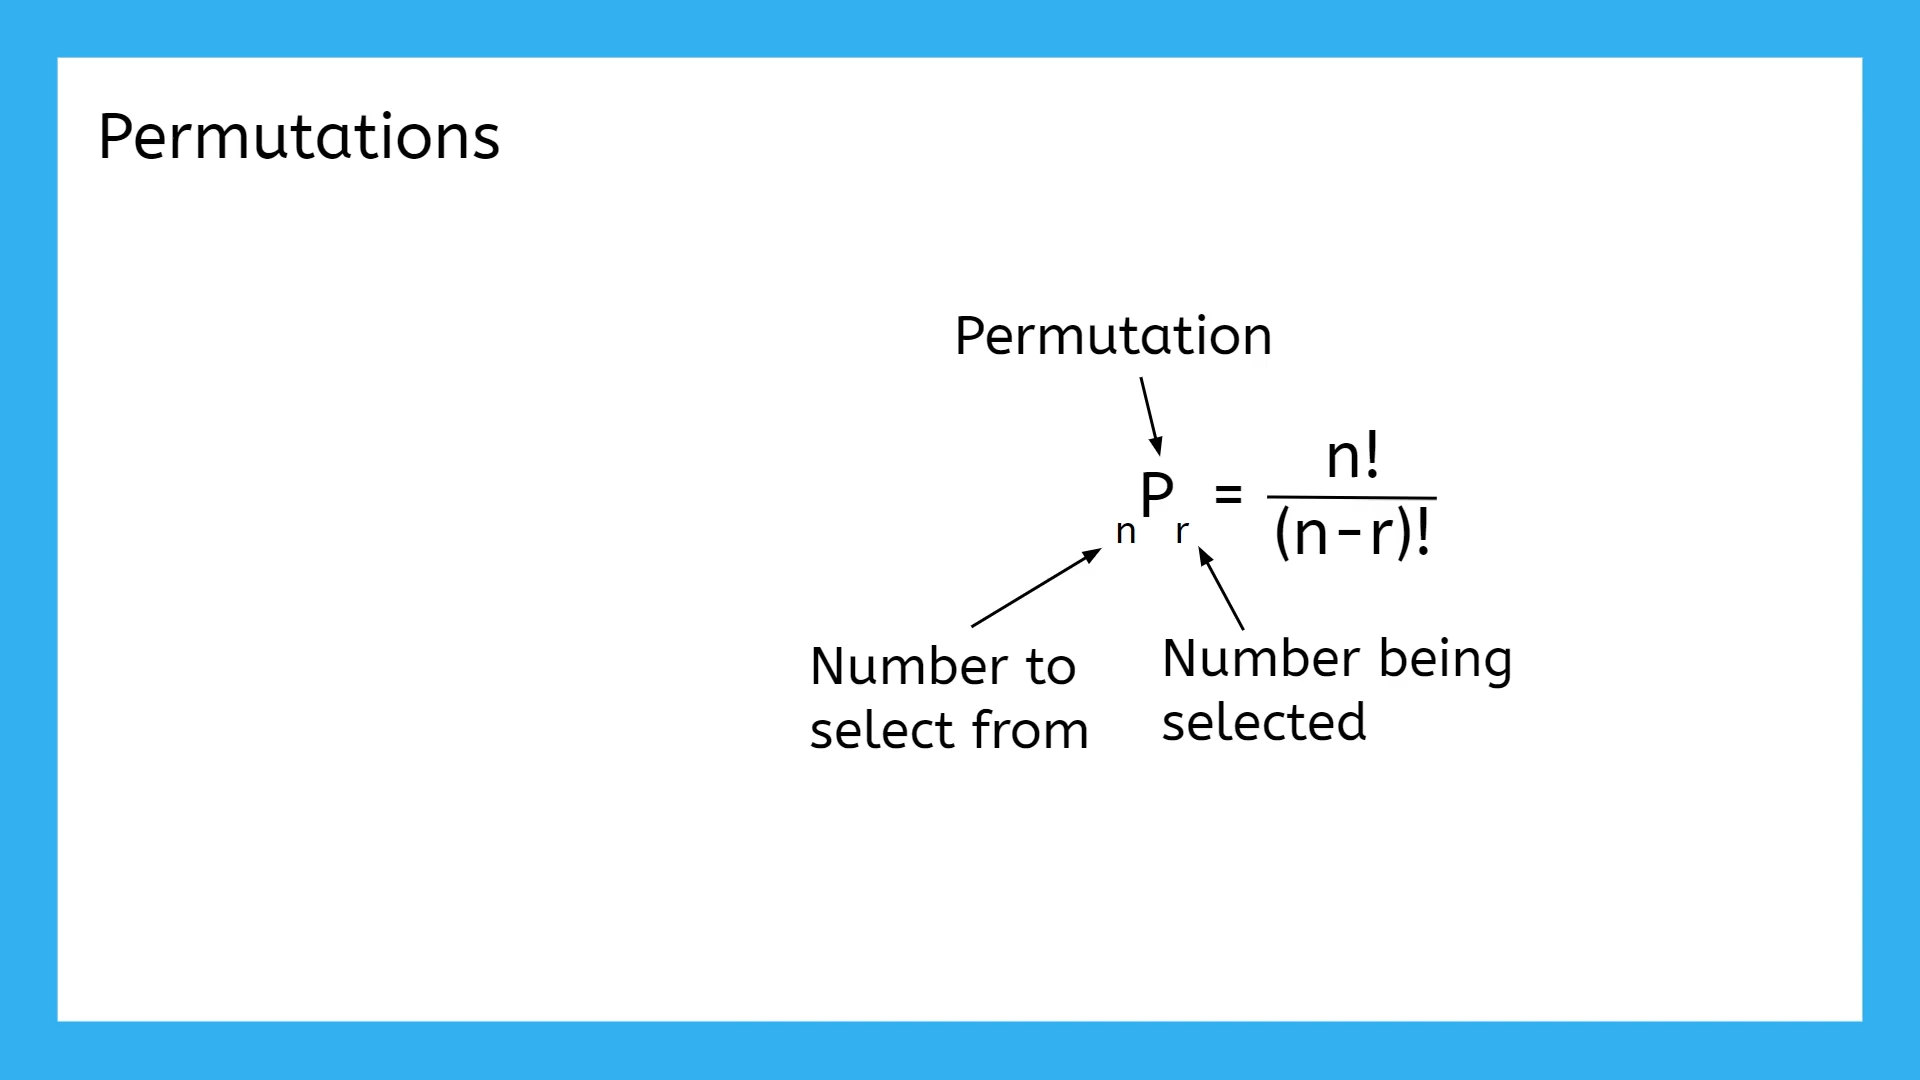 Permutations
Permutation
nPr = n!
(n-r)!
Number to
select from
Number being
selected